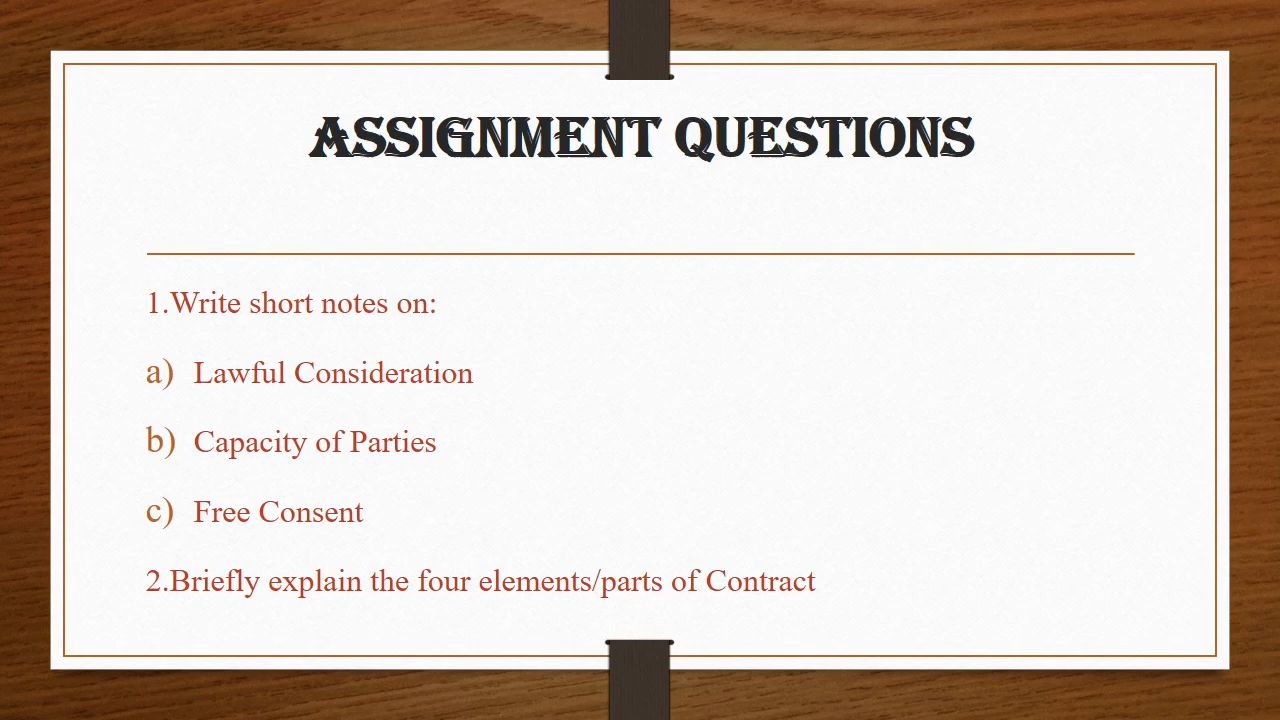 ASSIGNMENT QUESTIONS
1.Write short notes on:
a) Lawful Consideration
b) Capacity of Parties
c) Free Consent
2.Briefly explain the four elements/parts of Contract